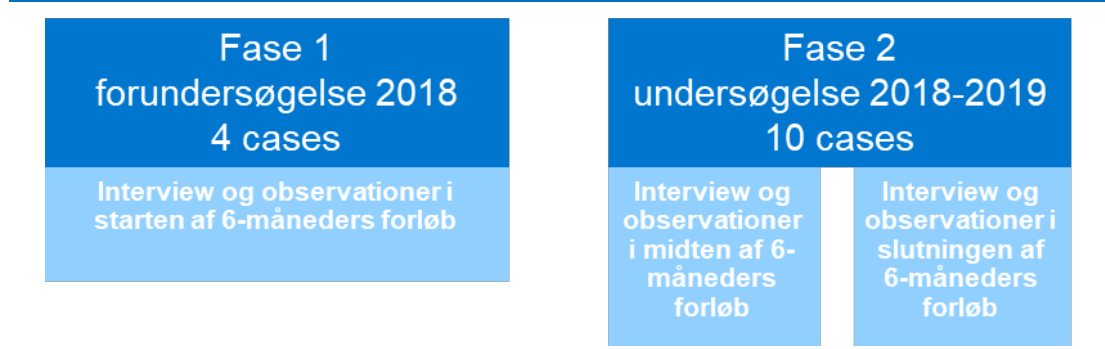 Fase 1
forundersøgelse 2018
4 cases
Interview og observationer i
starten af 6-måneders forløb
Fase 2
undersøgelse 2018-2019
10 cases
Interview og
observationer
i midten af 6-
måneders
forløb
Interview og
observationer i
slutningen af
6-måneders
forløb